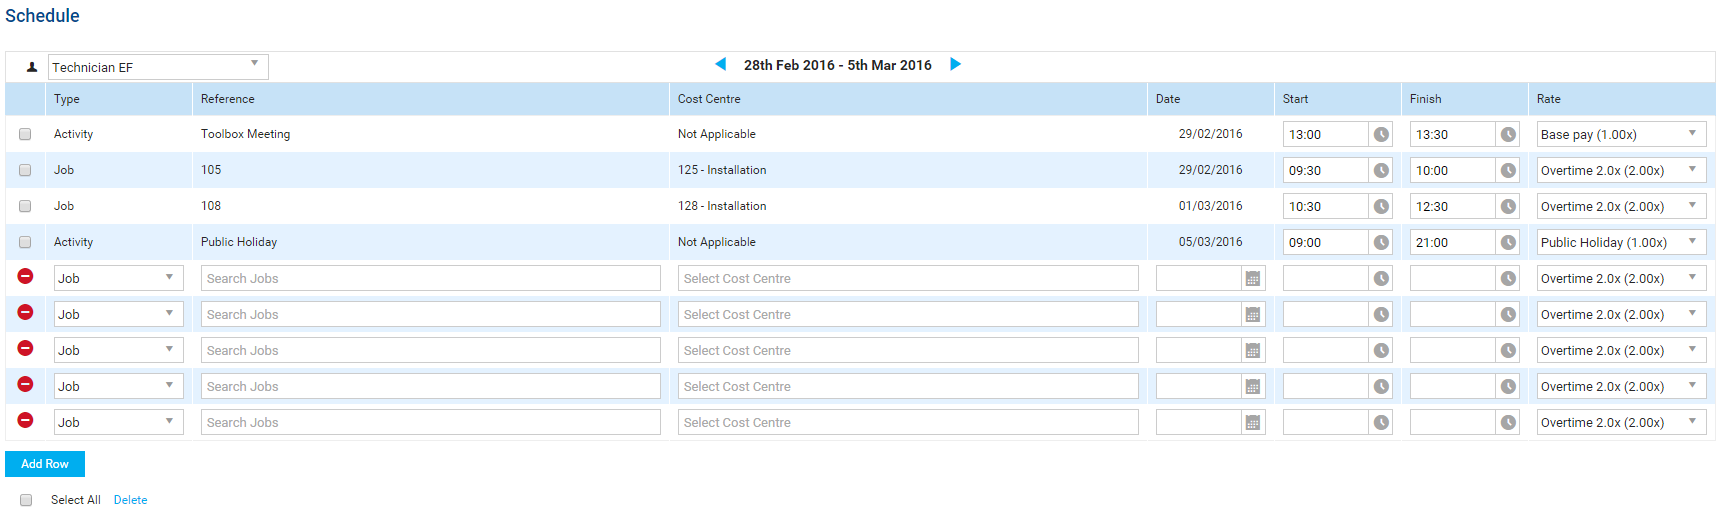 Schedule
Technician EF 28th Feb 2016 - 5th Mar 2016
Type Reference Cost Centre Date Start Finish Rate
Activity Toolbox Meeting Not Applicable 29/02/2016 13:00 13:30 Base pay (1.00x)
Job 105 125 - Installation 29/02/2016 09:30 10:00 Overtime 2.0x (2.00x)
Job 108 128 - Installation 01/03/2016 10:30 12:30 Overtime 2.0x (2.00x)
Activity Public Holiday Not Applicable 05/03/2016 09:00 21:00 Public Holiday (1.00x)
Job Search Jobs Select Cost Centre Overtime 2.0x (2.00x)
Job Search Jobs Select Cost Centre Overtime 2.0x (2.00x)
Job Search Jobs Select Cost Centre Overtime 2.0x (2.00x)
Job Search Jobs Select Cost Centre Overtime 2.0x (2.00x)
Job Search Jobs Select Cost Centre Overtime 2.0x (2.00x)
Add Row
Select All Delete